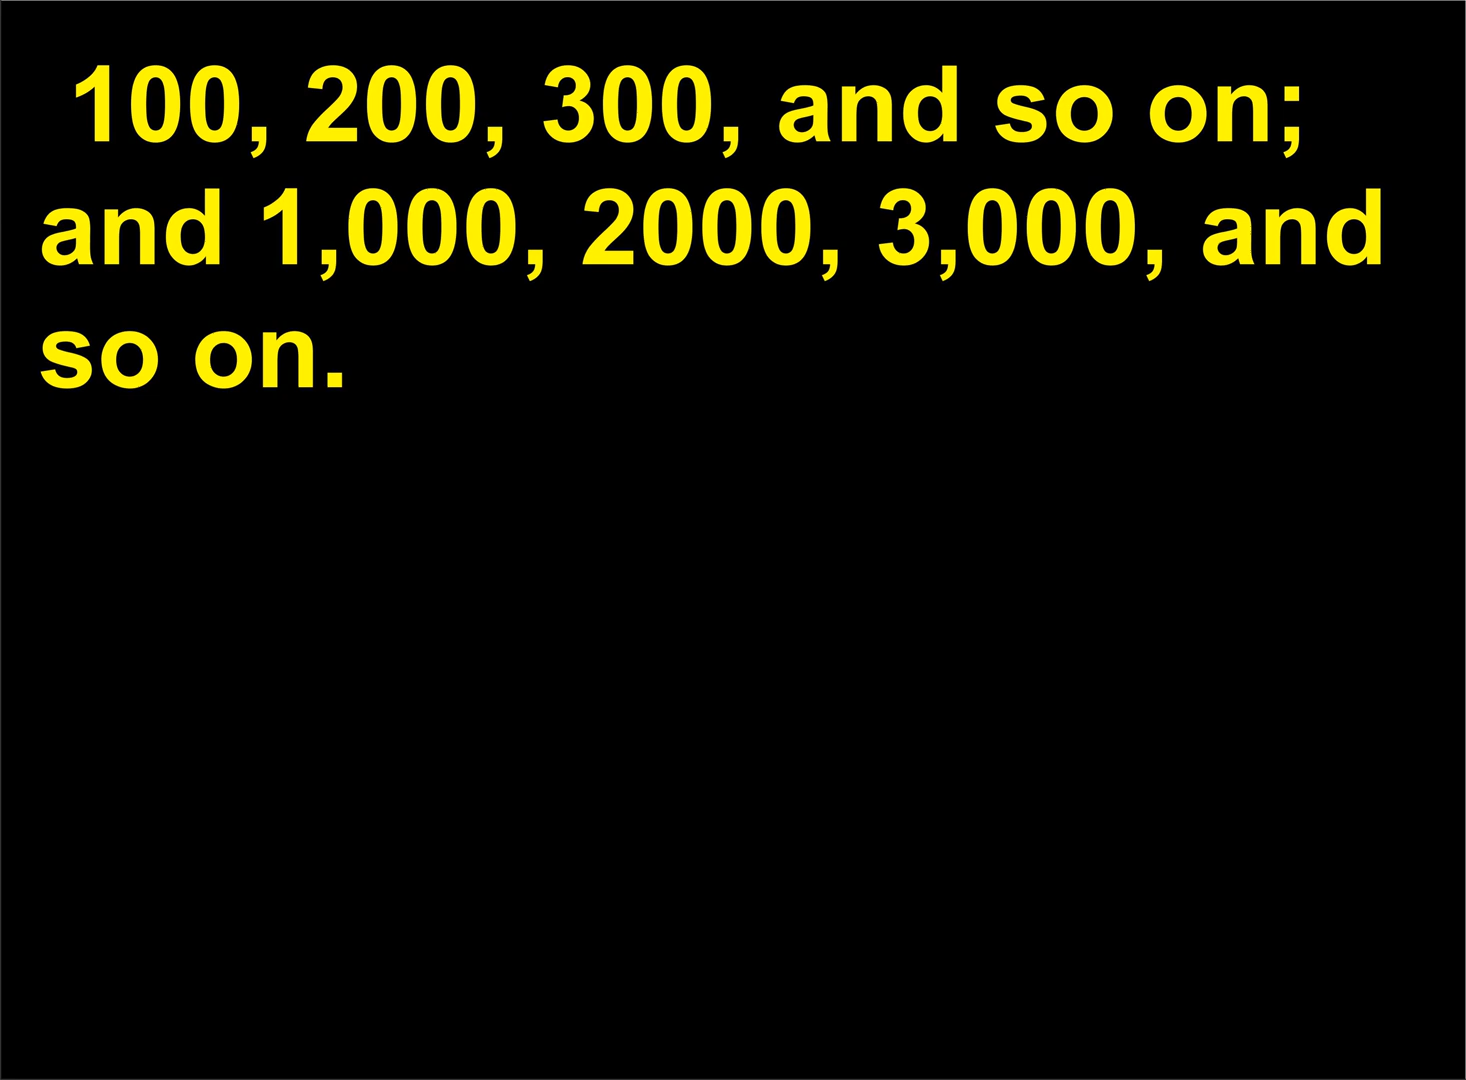 100, 200, 300, and so on;
and 1,000, 2000, 3,000, and
so on.